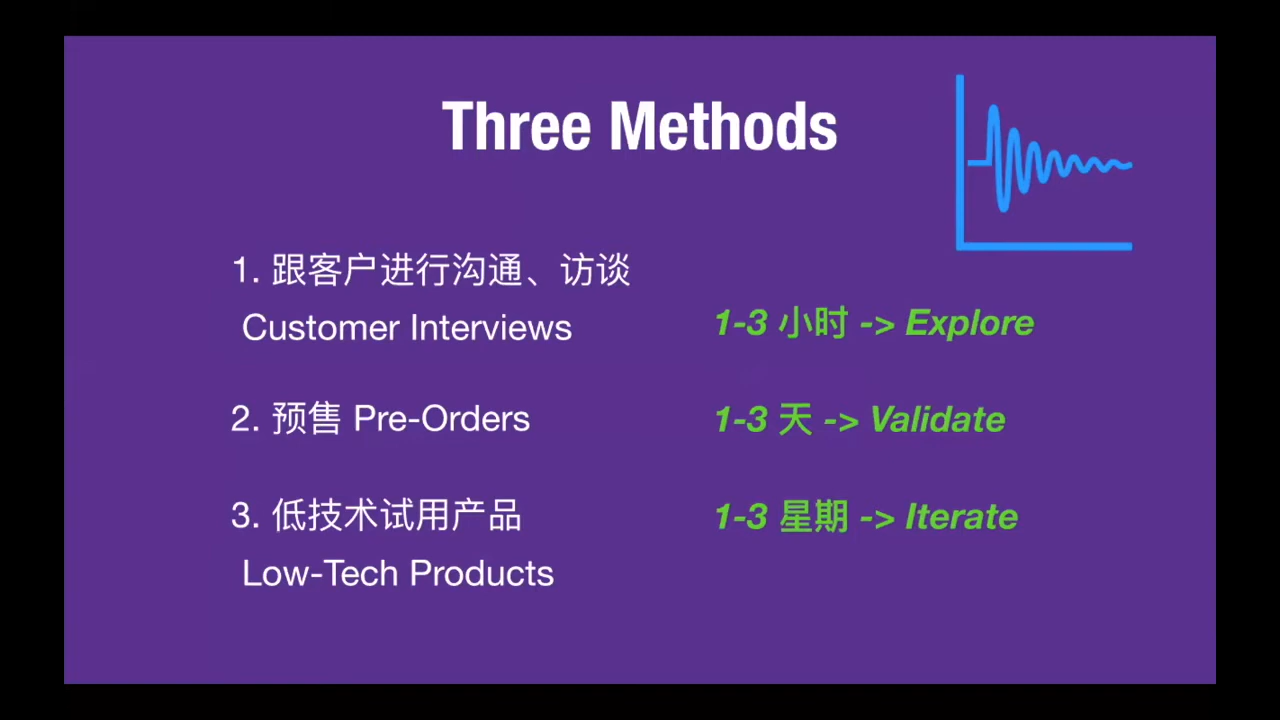 Three Methods
1. 跟客户进行沟通、访谈
Customer Interviews
1-3 小时 -> Explore
2. 预售 Pre-Orders
1-3 天 -> Validate
3. 低技术试用产品
Low-Tech Products
1-3 星期 -> Iterate